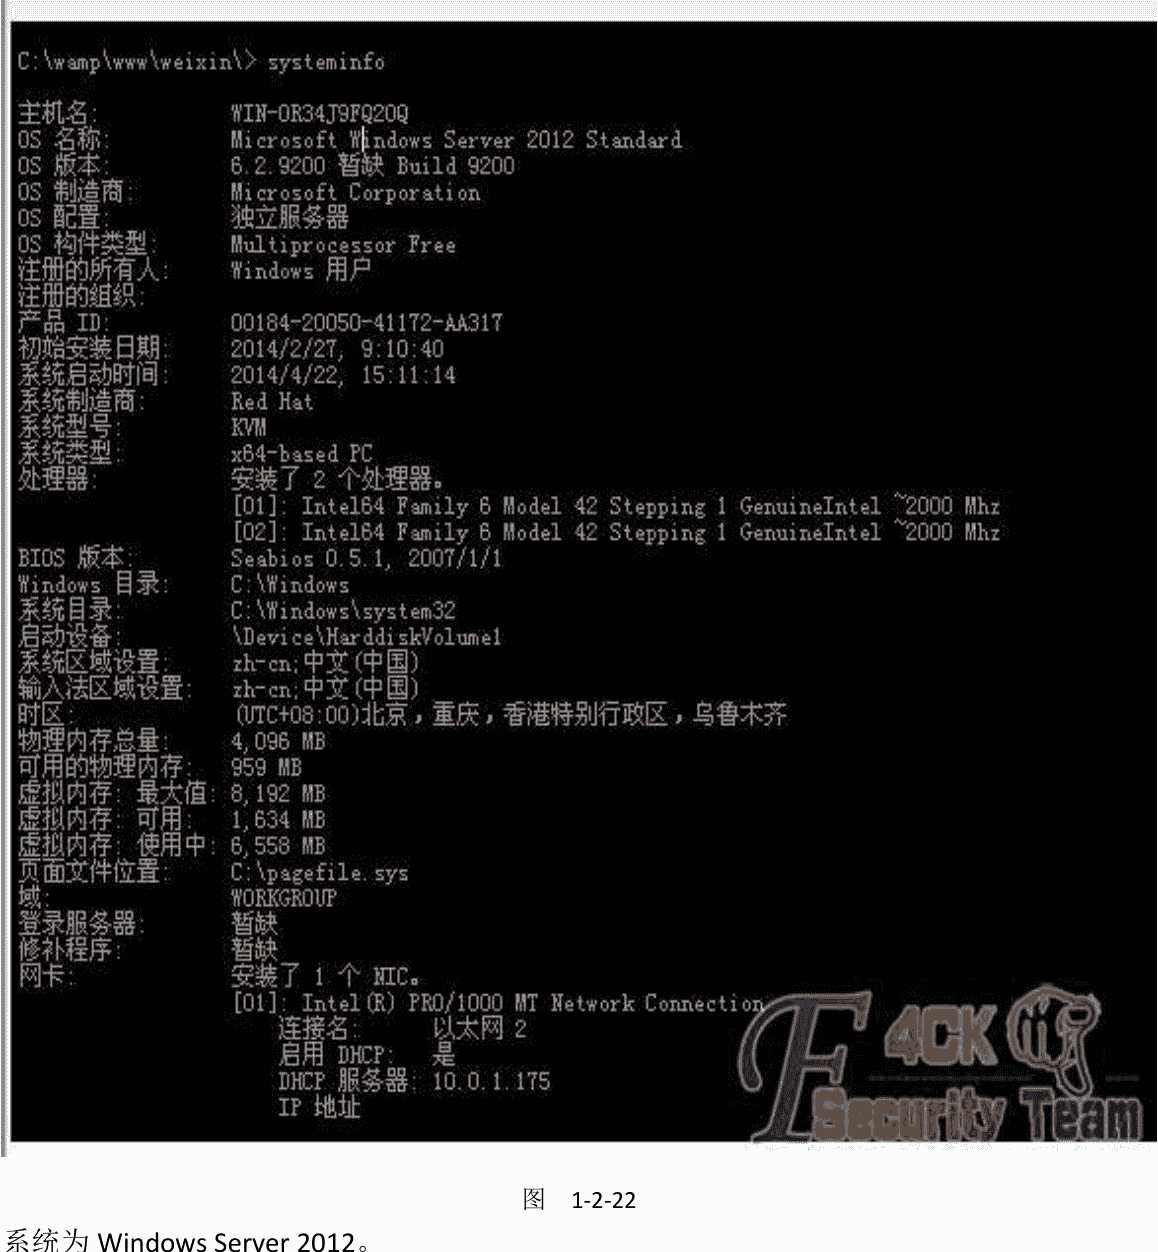 C:\wamp\www\weixin\> systeminfo
主机名: WIN-OR34J9FQ20Q
OS 名称: Microsoft Windows Server 2012 Standard
OS 版本: 6.2.9200 暂缺 Build 9200
OS 制造商: Microsoft Corporation
OS 配置: 独立服务器
OS 构件类型: Multiprocessor Free
注册的所有人: Windows 用户
注册的组织:
产品 ID: 00184-20050-41172-AA317
初始安装日期: 2014/2/27, 9:10:40
系统启动时间: 2014/4/22, 15:11:14
系统制造商: Red Hat
系统型号: KVM
系统类型: x64-based PC
处理器: 安装了 2 个处理器。
[01]: Intel64 Family 6 Model 42 Stepping 1 GenuineIntel ~2000 Mhz
[02]: Intel64 Family 6 Model 42 Stepping 1 GenuineIntel ~2000 Mhz
BIOS 版本: Seabios 0.5.1, 2007/1/1
Windows 目录: C:\Windows
系统目录: C:\Windows\system32
启动设备: \Device\HarddiskVolume1
系统区域设置: zh-cn;中文(中国)
输入法区域设置: zh-cn;中文(中国)
时区: (UTC+08:00)北京，重庆，香港特别行政区，乌鲁木齐
物理内存总量: 4,096 MB
可用的物理内存: 959 MB
虚拟内存: 最大值: 8,192 MB
虚拟内存: 可用: 1,634 MB
虚拟内存: 使用中: 6,558 MB
页面文件位置: C:\pagefile.sys
域: WORKGROUP
登录服务器: 暂缺
修补程序: 暂缺
网卡: 安装了 1 个 NIC。
[01]: Intel(R) PRO/1000 MT Network Connection
连接名: 以太网 2
启用 DHCP: 是
DHCP 服务器: 10.0.1.175
IP 地址
F4CK
Security Team
图 1-2-22
系统为 Windows Server 2012。